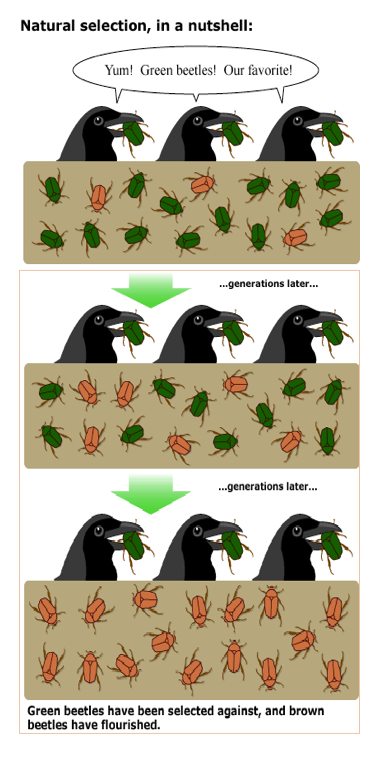 Natural selection, in a nutshell:
Yum! Green beetles! Our favorite!
...generations later...
...generations later...
Green beetles have been selected against, and brown
beetles have flourished.